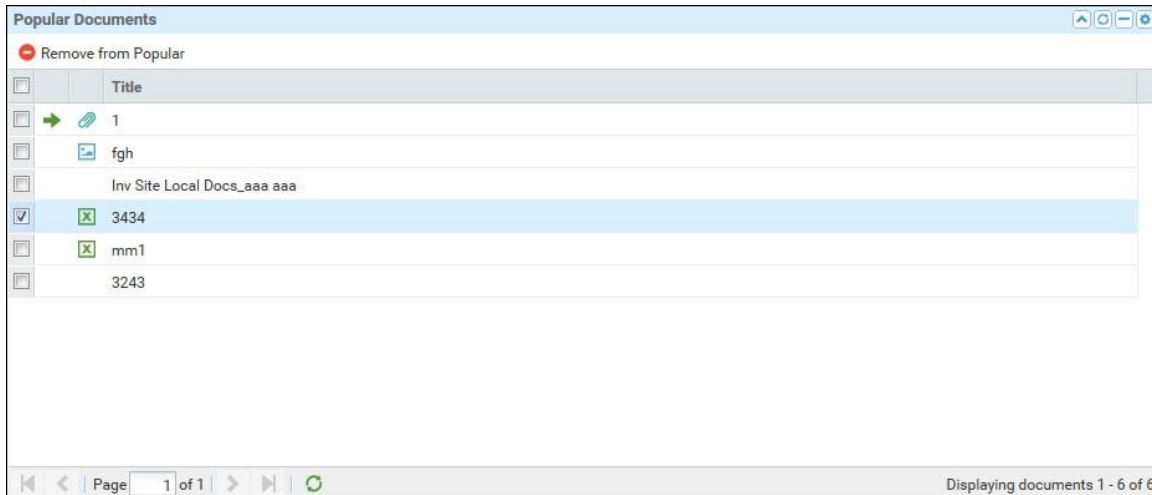 Popular Documents
Remove from Popular
Title
1
fgh
Inv Site Local Docs_aaa aaa
3434
mm1
3243
Page 1 of 1 Displaying documents 1 - 6 of 6